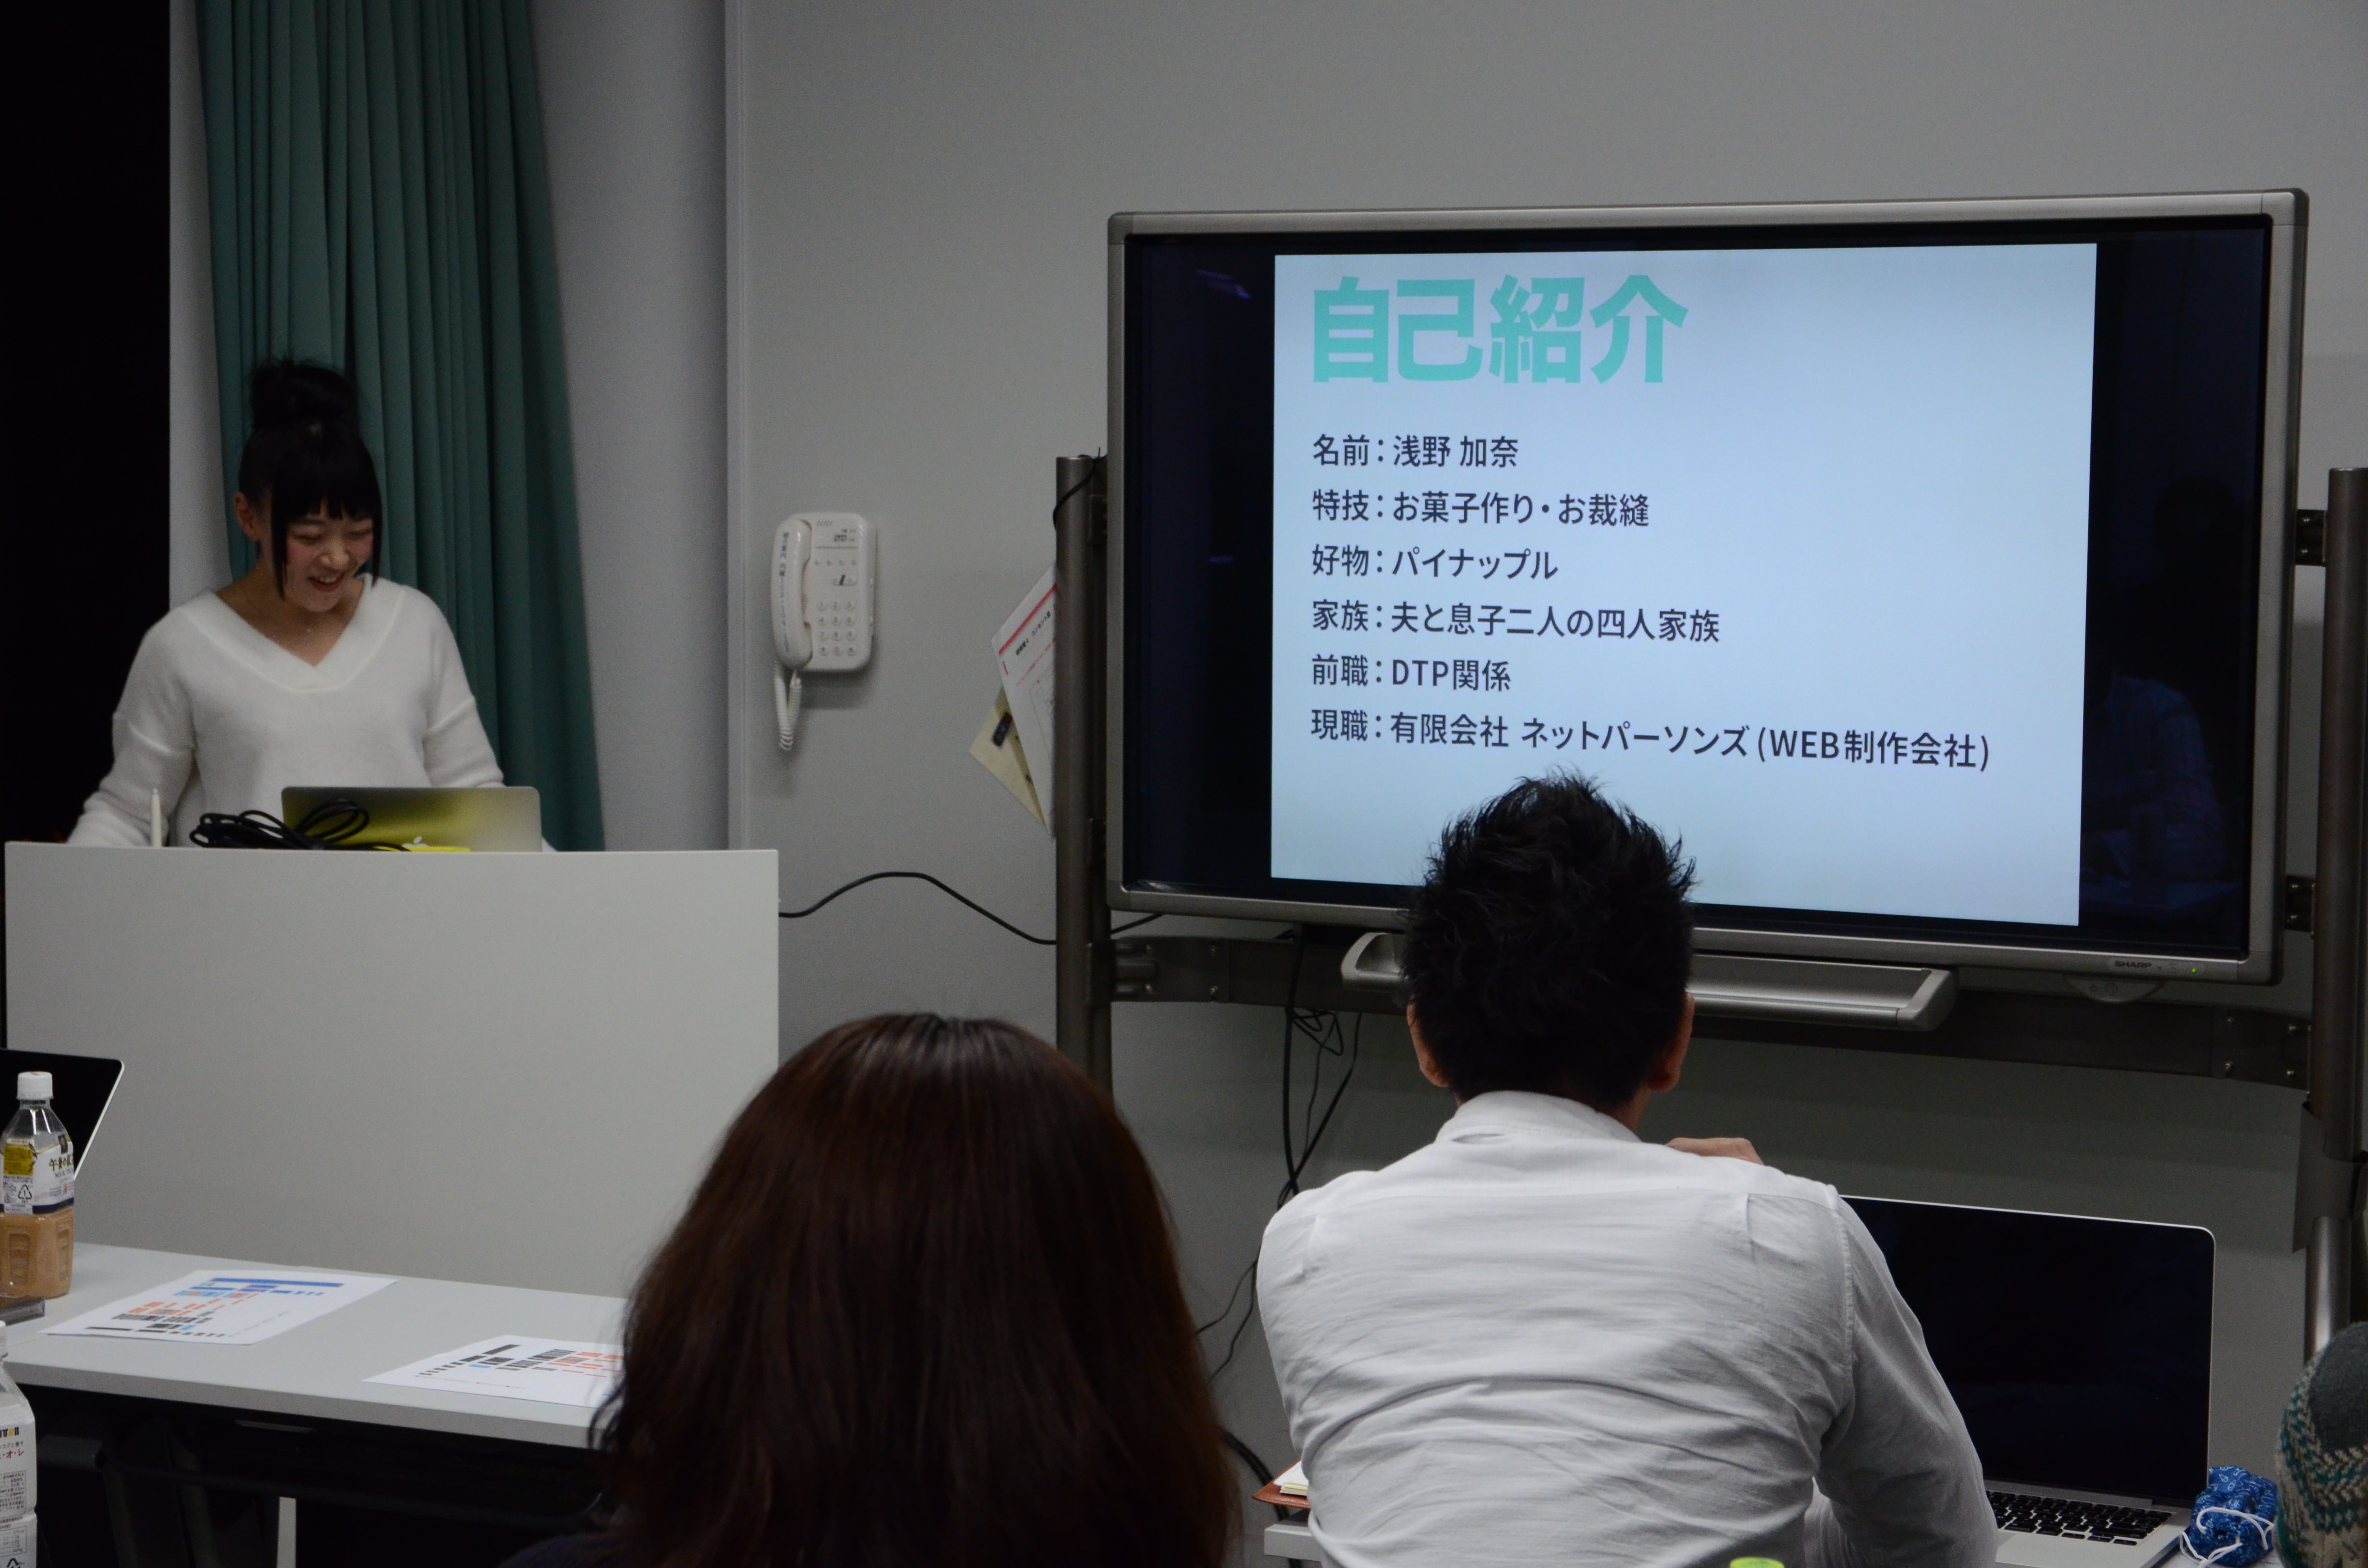 自己紹介
名前：浅野 加奈
特技：お菓子作り・お裁縫
好物：パイナップル
家族：夫と息子二人の四人家族
前職：DTP関係
現職：有限会社 ネットパーソンズ (WEB制作会社)
SHARP